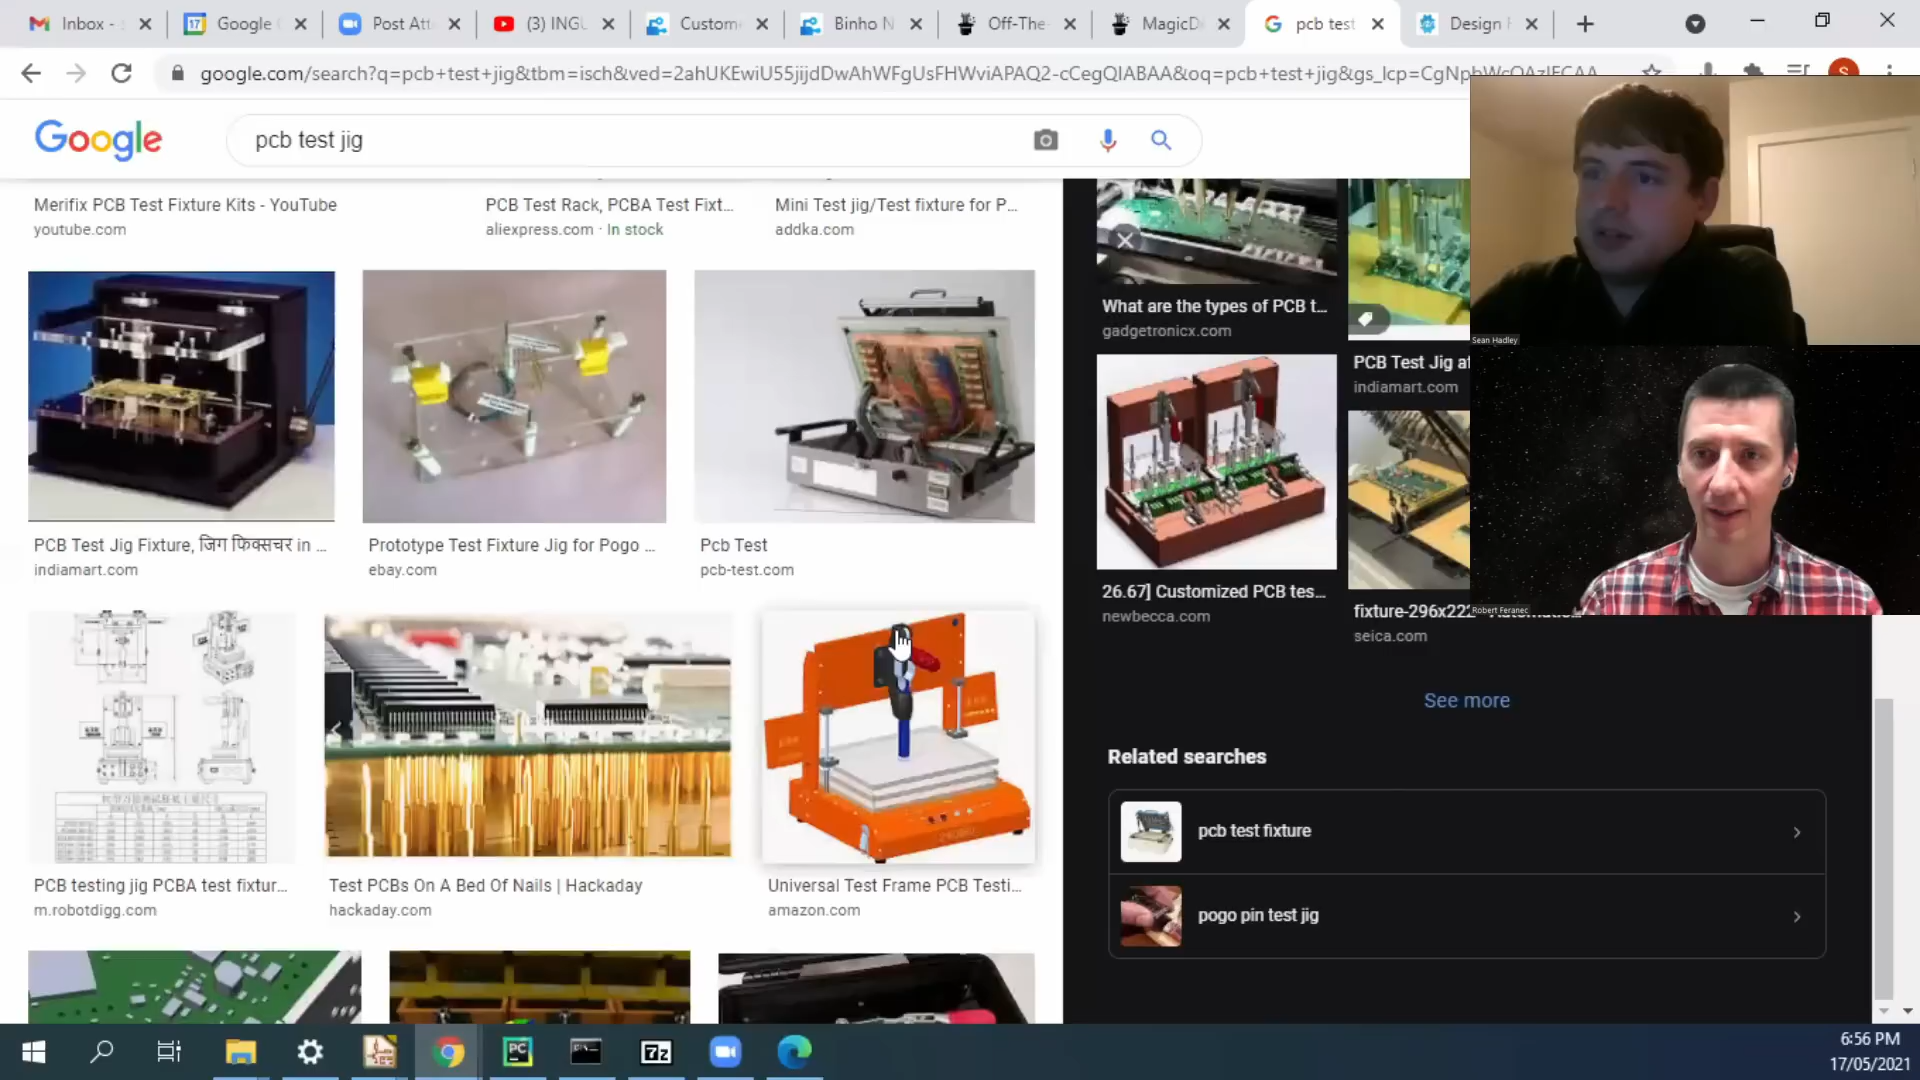 Inbox -
Google
Post Att
(3) INGU
Custom
Binho N
Off-The-
MagicD
pcb test
Design
google.com/search?q=pcb+test+jig&tbm=isch&ved=2ahUKEwiU55jijdDwAhWFgUsFHWviAPAQ2-cCegQIABAA&oq=pcb+test+jig&gs_lcp=
Google
pcb test jig
Merifix PCB Test Fixture Kits - YouTube
youtube.com
PCB Test Rack, PCBA Test Fixt...
aliexpress.com · In stock
Mini Test jig/Test fixture for P...
addka.com
What are the types of PCB t...
gadgetronicx.com
PCB Test Jig
indiamart.com
Sean Hadley
PCB Test Jig Fixture, जिग फिक्सचर in ...
indiamart.com
Prototype Test Fixture Jig for Pogo ...
ebay.com
Pcb Test
pcb-test.com
26.67] Customized PCB tes...
newbecca.com
fixture-296x222
seica.com
Robert Feranec
See more
Related searches
pcb test fixture
pogo pin test jig
PCB testing jig PCBA test fixtur...
m.robotdigg.com
Test PCBs On A Bed Of Nails | Hackaday
hackaday.com
Universal Test Frame PCB Testi...
amazon.com
6:56 PM
17/05/2021